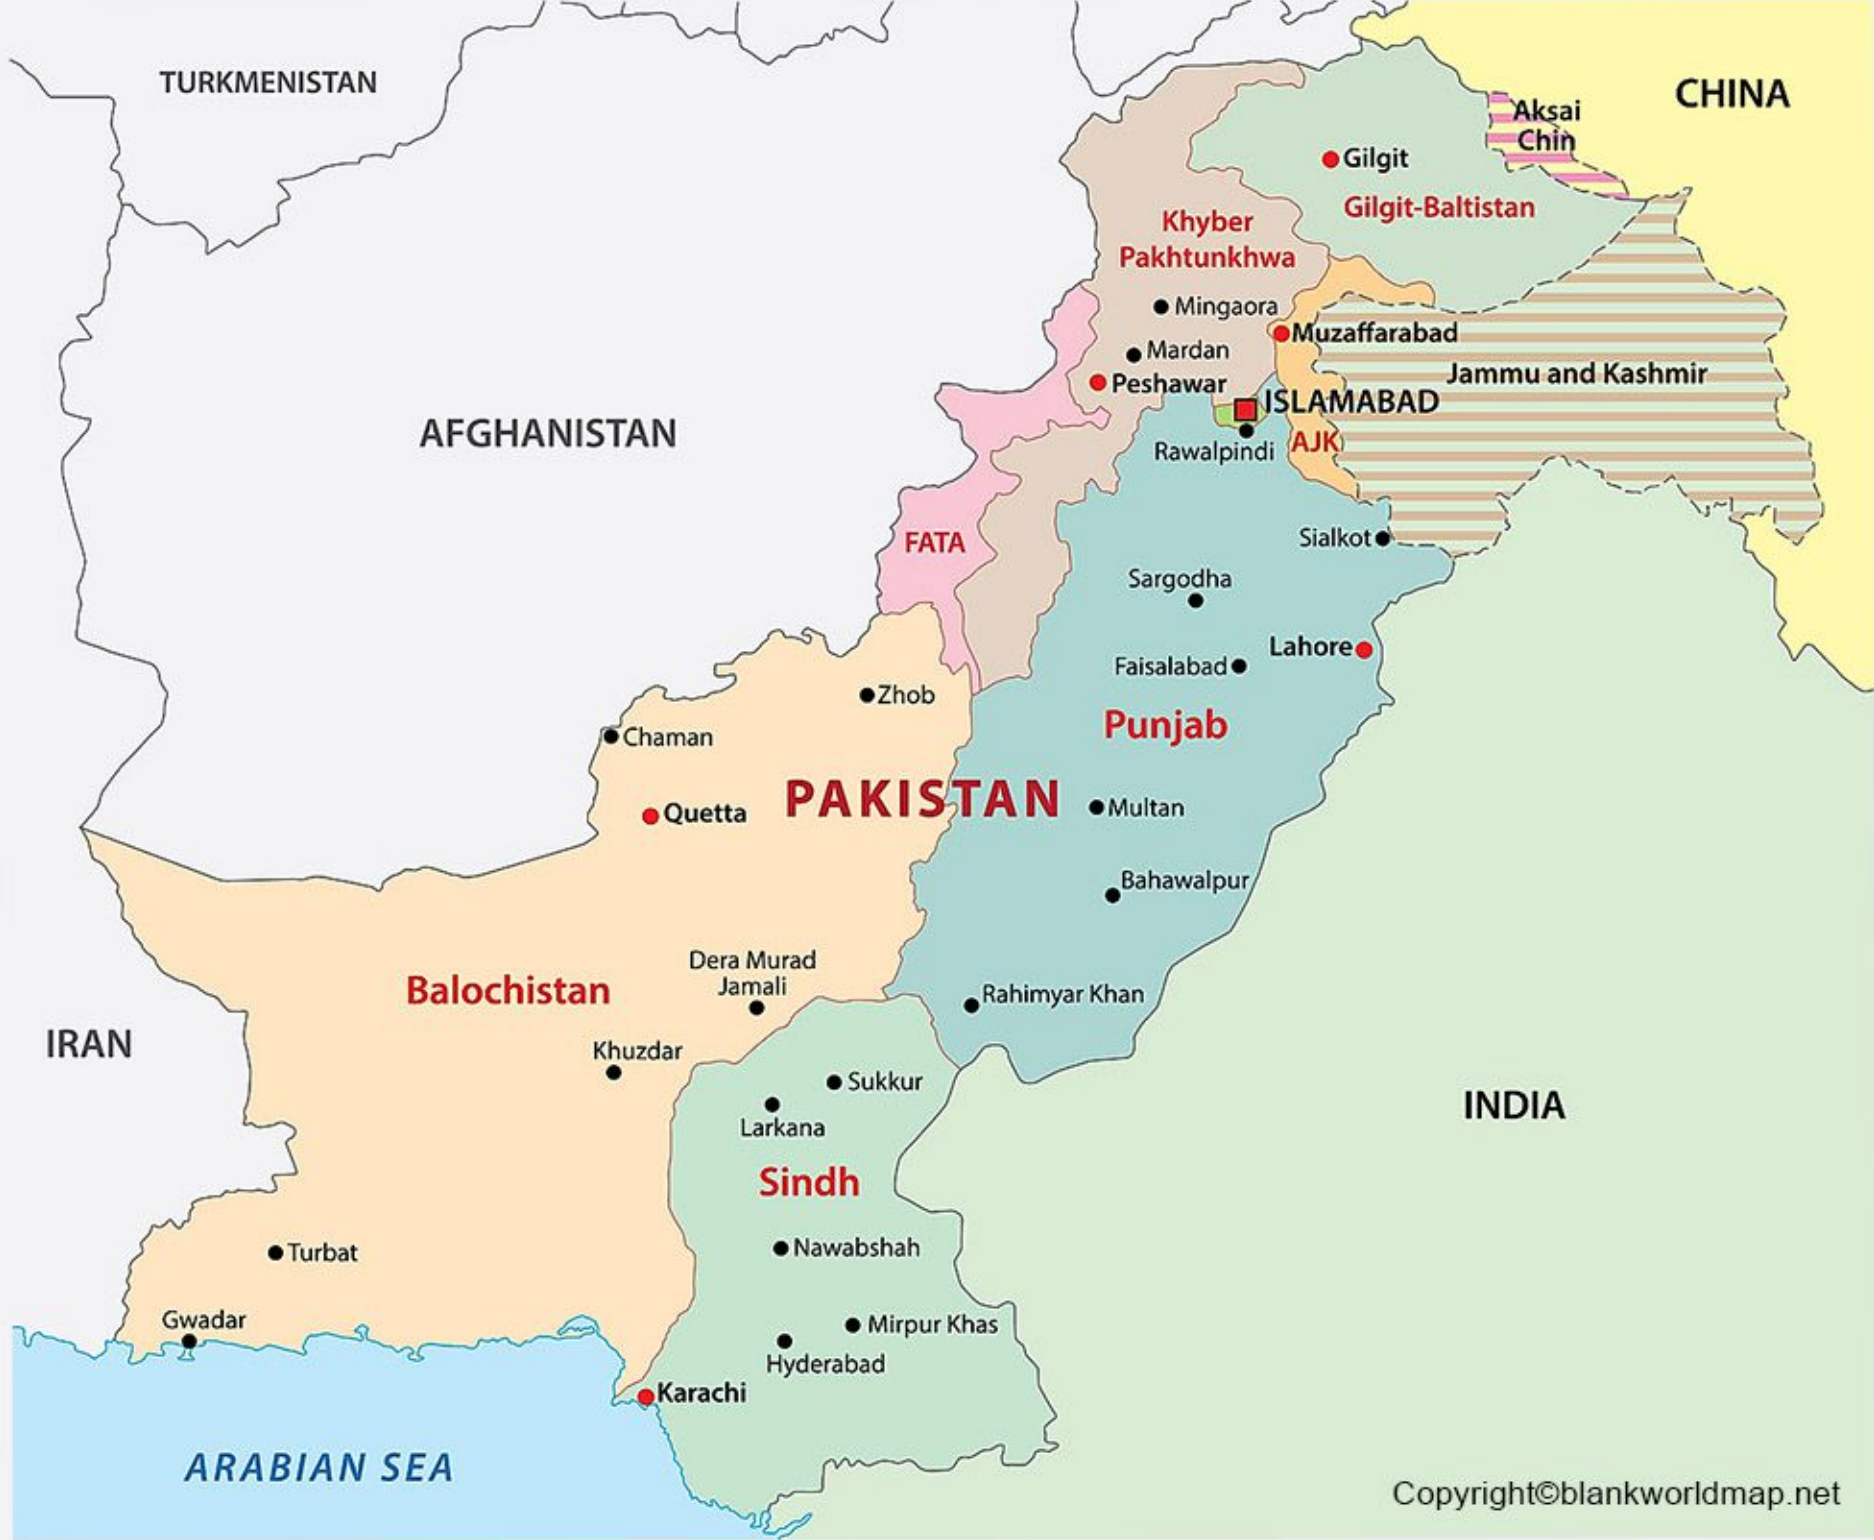 TURKMENISTAN
CHINA
Aksai
Chin
Gilgit
Gilgit-Baltistan
Khyber
Pakhtunkhwa
Mingaora
Muzaffarabad
Mardan
Jammu and Kashmir
Peshawar
ISLAMABAD
AFGHANISTAN
AJK
Rawalpindi
FATA
Sialkot
Sargodha
Lahore
Faisalabad
Zhob
Punjab
Chaman
PAKISTAN
Multan
Quetta
Bahawalpur
Dera Murad
Jamali
Balochistan
Rahimyar Khan
IRAN
Khuzdar
Sukkur
INDIA
Larkana
Sindh
Nawabshah
Turbat
Gwadar
Mirpur Khas
Hyderabad
Karachi
ARABIAN SEA
Copyright©blankworldmap.net